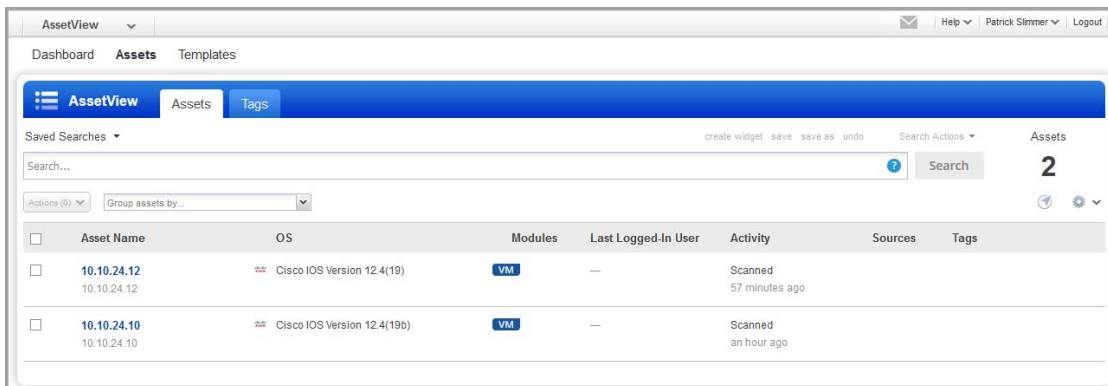 AssetView Help Patrick Slimmer Logout
Dashboard Assets Templates
AssetView Assets Tags
Saved Searches create widget save save as undo Search Actions Assets
Search... ? Search 2
Actions (0) Group assets by...
Asset Name OS Modules Last Logged-In User Activity Sources Tags
10.10.24.12 Cisco IOS Version 12.4(19) VM — Scanned
10.10.24.12 57 minutes ago
10.10.24.10 Cisco IOS Version 12.4(19b) VM — Scanned
10.10.24.10 an hour ago